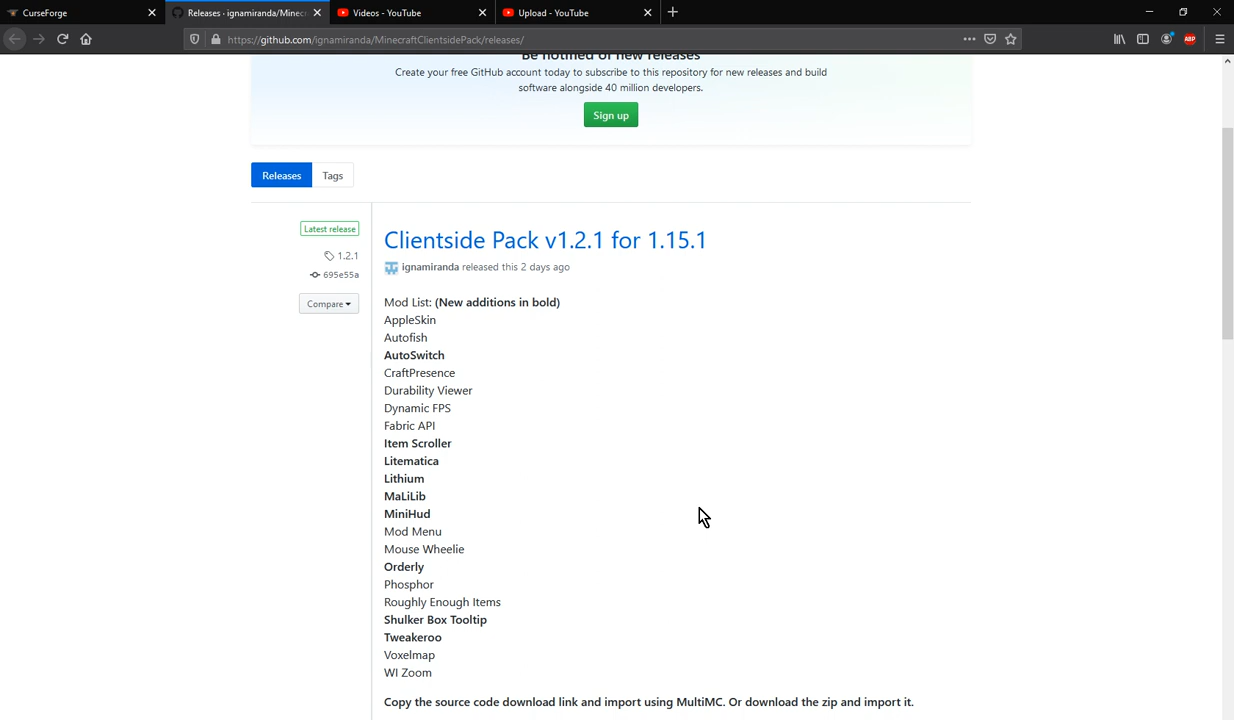 CurseForge
Releases · ignamiranda/Minec
Videos - YouTube
Upload - YouTube
https://github.com/ignamiranda/MinecraftClientsidePack/releases/
ABP
Be notified of new releases
Create your free GitHub account today to subscribe to this repository for new releases and build
software alongside 40 million developers.
Sign up
Releases
Tags
Latest release
1.2.1
695e55a
Compare
Clientside Pack v1.2.1 for 1.15.1
ignamiranda released this 2 days ago
Mod List: (New additions in bold)
AppleSkin
Autofish
AutoSwitch
CraftPresence
Durability Viewer
Dynamic FPS
Fabric API
Item Scroller
Litematica
Lithium
MaLiLib
MiniHud
Mod Menu
Mouse Wheelie
Orderly
Phosphor
Roughly Enough Items
Shulker Box Tooltip
Tweakeroo
Voxelmap
WI Zoom
Copy the source code download link and import using MultiMC. Or download the zip and import it.